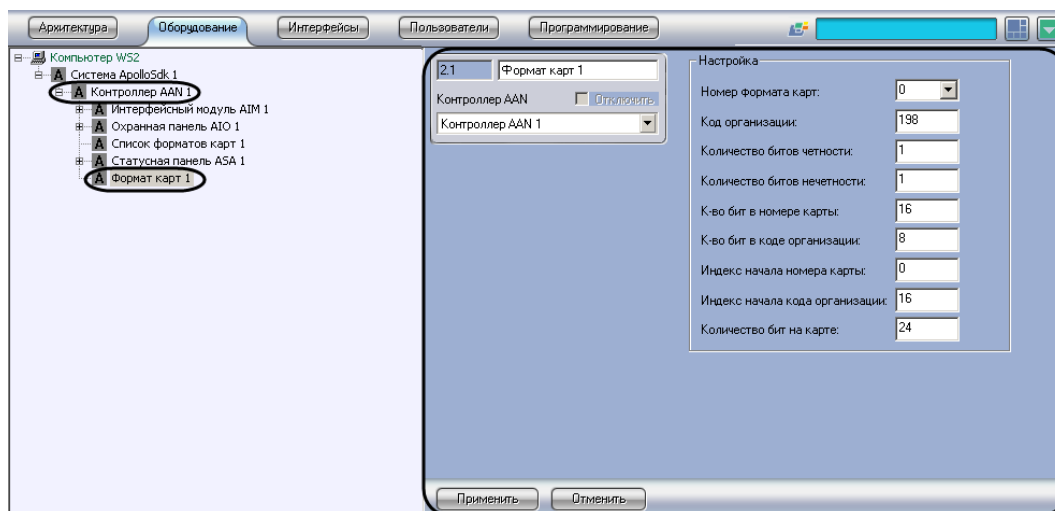 Архитектура
Оборудование
Интерфейсы
Пользователи
Программирование
Компьютер WS2
A Система ApolloSdk 1
A Контроллер AAN 1
A Интерфейсный модуль AIM 1
A Охранная панель AIO 1
A Список форматов карт 1
A Статусная панель ASA 1
A Формат карт 1
2.1 Формат карт 1
Контроллер AAN Отключить
Контроллер AAN 1
Настройка
Номер формата карт: 0
Код организации: 198
Количество битов четности: 1
Количество битов нечетности: 1
К-во бит в номере карты: 16
К-во бит в коде организации: 8
Индекс начала номера карты: 0
Индекс начала кода организации: 16
Количество бит на карте: 24
Применить
Отменить